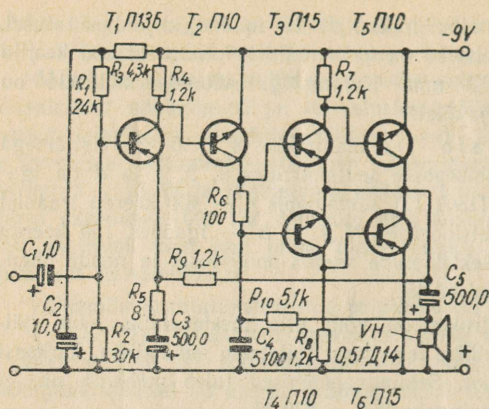 T₁ П13Б T₂ П10 T₃ П15 T₅ П10
-9V
R₃ 4,3k
R₁ 24k
R₄ 1,2k
R₇ 1,2k
R₆ 100
C₁ 1,0
R₉ 1,2k
C₅ 500,0
C₂ 10,0
R₅ 8
C₃ 500,0
R₁₀ 5,1k
R₂ 30k
C₄ 5100
R₈ 1,2k
УН
0,5ГД14
+
+
+
+
+
+
T₄ П10 T₆ П15